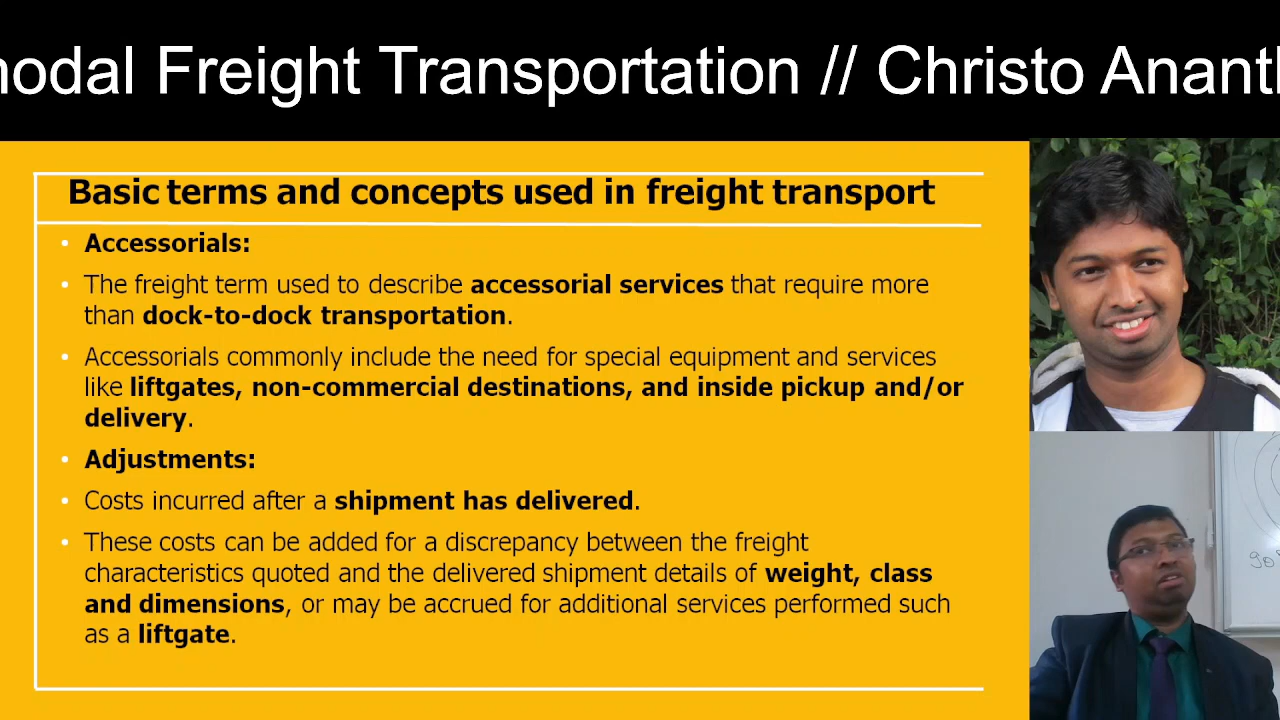 nodal Freight Transportation // Christo Ananth
Basic terms and concepts used in freight transport
• Accessorials:
• The freight term used to describe accessorial services that require more
than dock-to-dock transportation.
• Accessorials commonly include the need for special equipment and services
like liftgates, non-commercial destinations, and inside pickup and/or
delivery.
• Adjustments:
• Costs incurred after a shipment has delivered.
• These costs can be added for a discrepancy between the freight
characteristics quoted and the delivered shipment details of weight, class
and dimensions, or may be accrued for additional services performed such
as a liftgate.